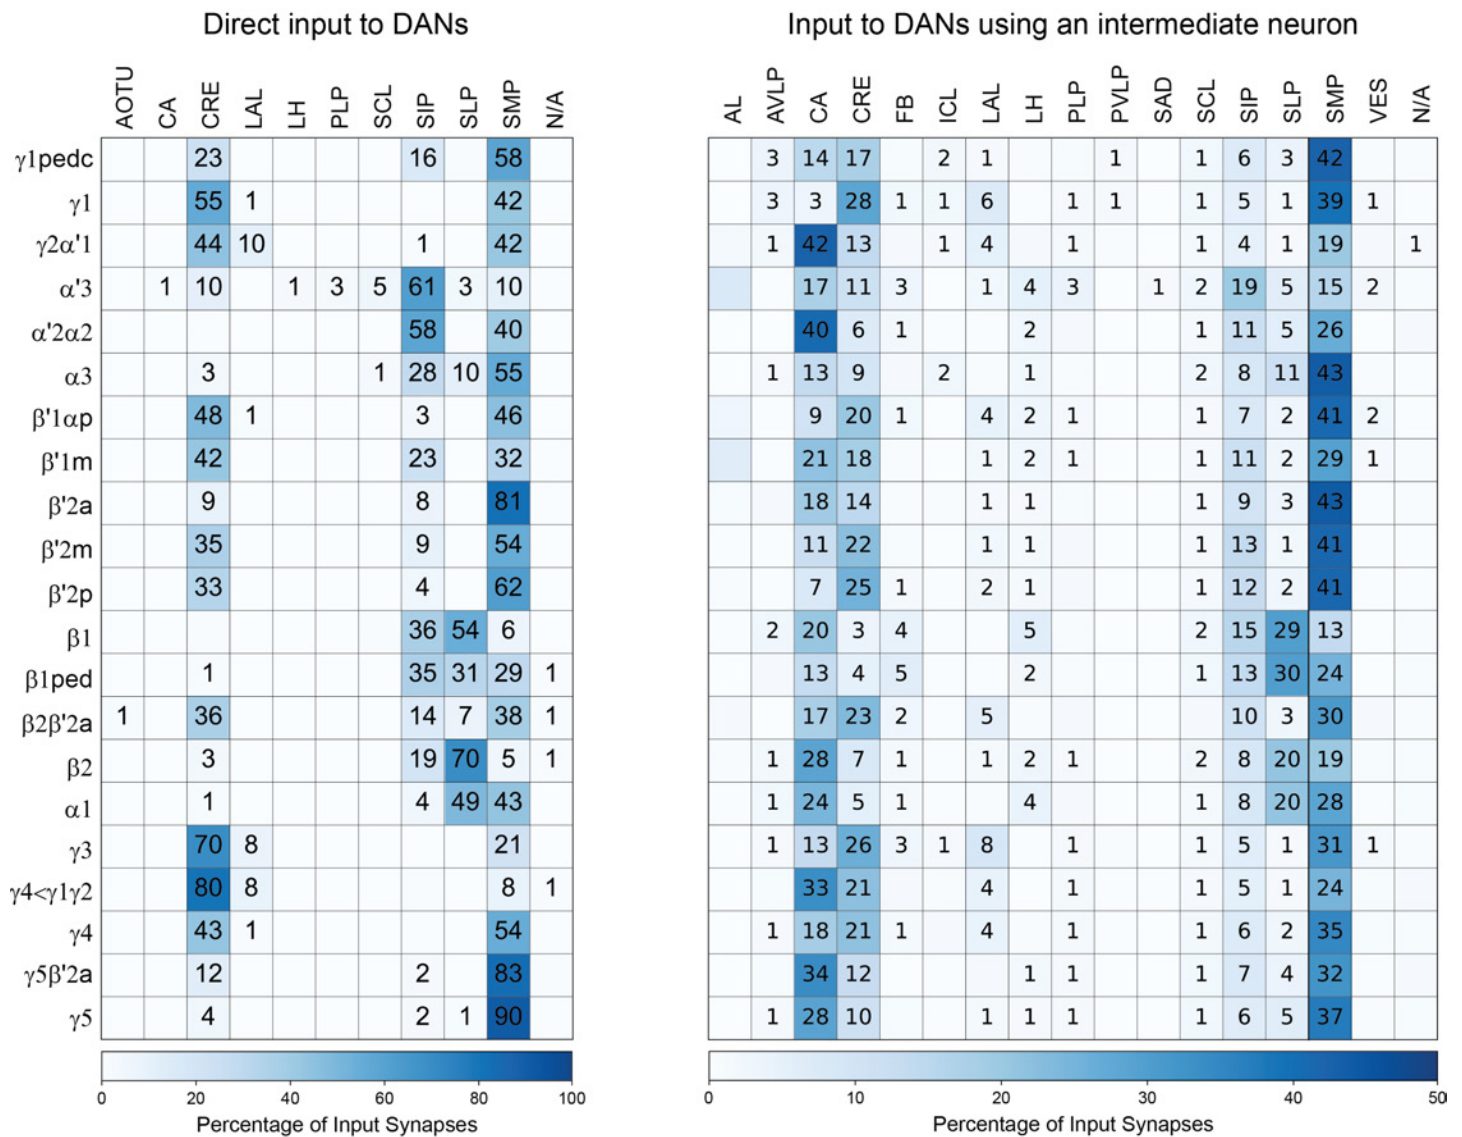 Direct input to DANs
Input to DANs using an intermediate neuron
AOTU CA CRE LAL LH PLP SCL SIP SLP SMP N/A
AL AVLP CA CRE FB ICL LAL LH PLP PVLP SAD SCL SIP SLP SMP VES N/A
γ1pedc 23 16 58 3 14 17 2 1 1 1 6 3 42
γ1 55 1 42 3 3 28 1 1 6 1 1 1 5 1 39 1
γ2α'1 44 10 1 42 1 42 13 1 4 1 1 4 1 19 1
α'3 1 10 1 3 5 61 3 10 17 11 3 1 4 3 1 2 19 5 15 2
α'2α2 58 40 40 6 1 2 1 11 5 26
α3 3 1 28 10 55 1 13 9 2 1 2 8 11 43
β'1αp 48 1 3 46 9 20 1 4 2 1 1 7 2 41 2
β'1m 42 23 32 21 18 1 2 1 1 11 2 29 1
β'2a 9 8 81 18 14 1 1 1 9 3 43
β'2m 35 9 54 11 22 1 1 1 13 1 41
β'2p 33 4 62 7 25 1 2 1 1 12 2 41
β1 36 54 6 2 20 3 4 5 2 15 29 13
β1ped 1 35 31 29 1 13 4 5 2 1 13 30 24
β2β'2a 1 36 14 7 38 1 17 23 2 5 10 3 30
β2 3 19 70 5 1 1 28 7 1 1 2 1 2 8 20 19
α1 1 4 49 43 1 24 5 1 4 1 8 20 28
γ3 70 8 21 1 13 26 3 1 8 1 1 5 1 31 1
γ4<γ1γ2 80 8 8 1 33 21 4 1 1 5 1 24
γ4 43 1 54 1 18 21 1 4 1 1 6 2 35
γ5β'2a 12 2 83 34 12 1 1 1 7 4 32
γ5 4 2 1 90 1 28 10 1 1 1 1 6 5 37
0 20 40 60 80 100
0 10 20 30 40 50
Percentage of Input Synapses
Percentage of Input Synapses